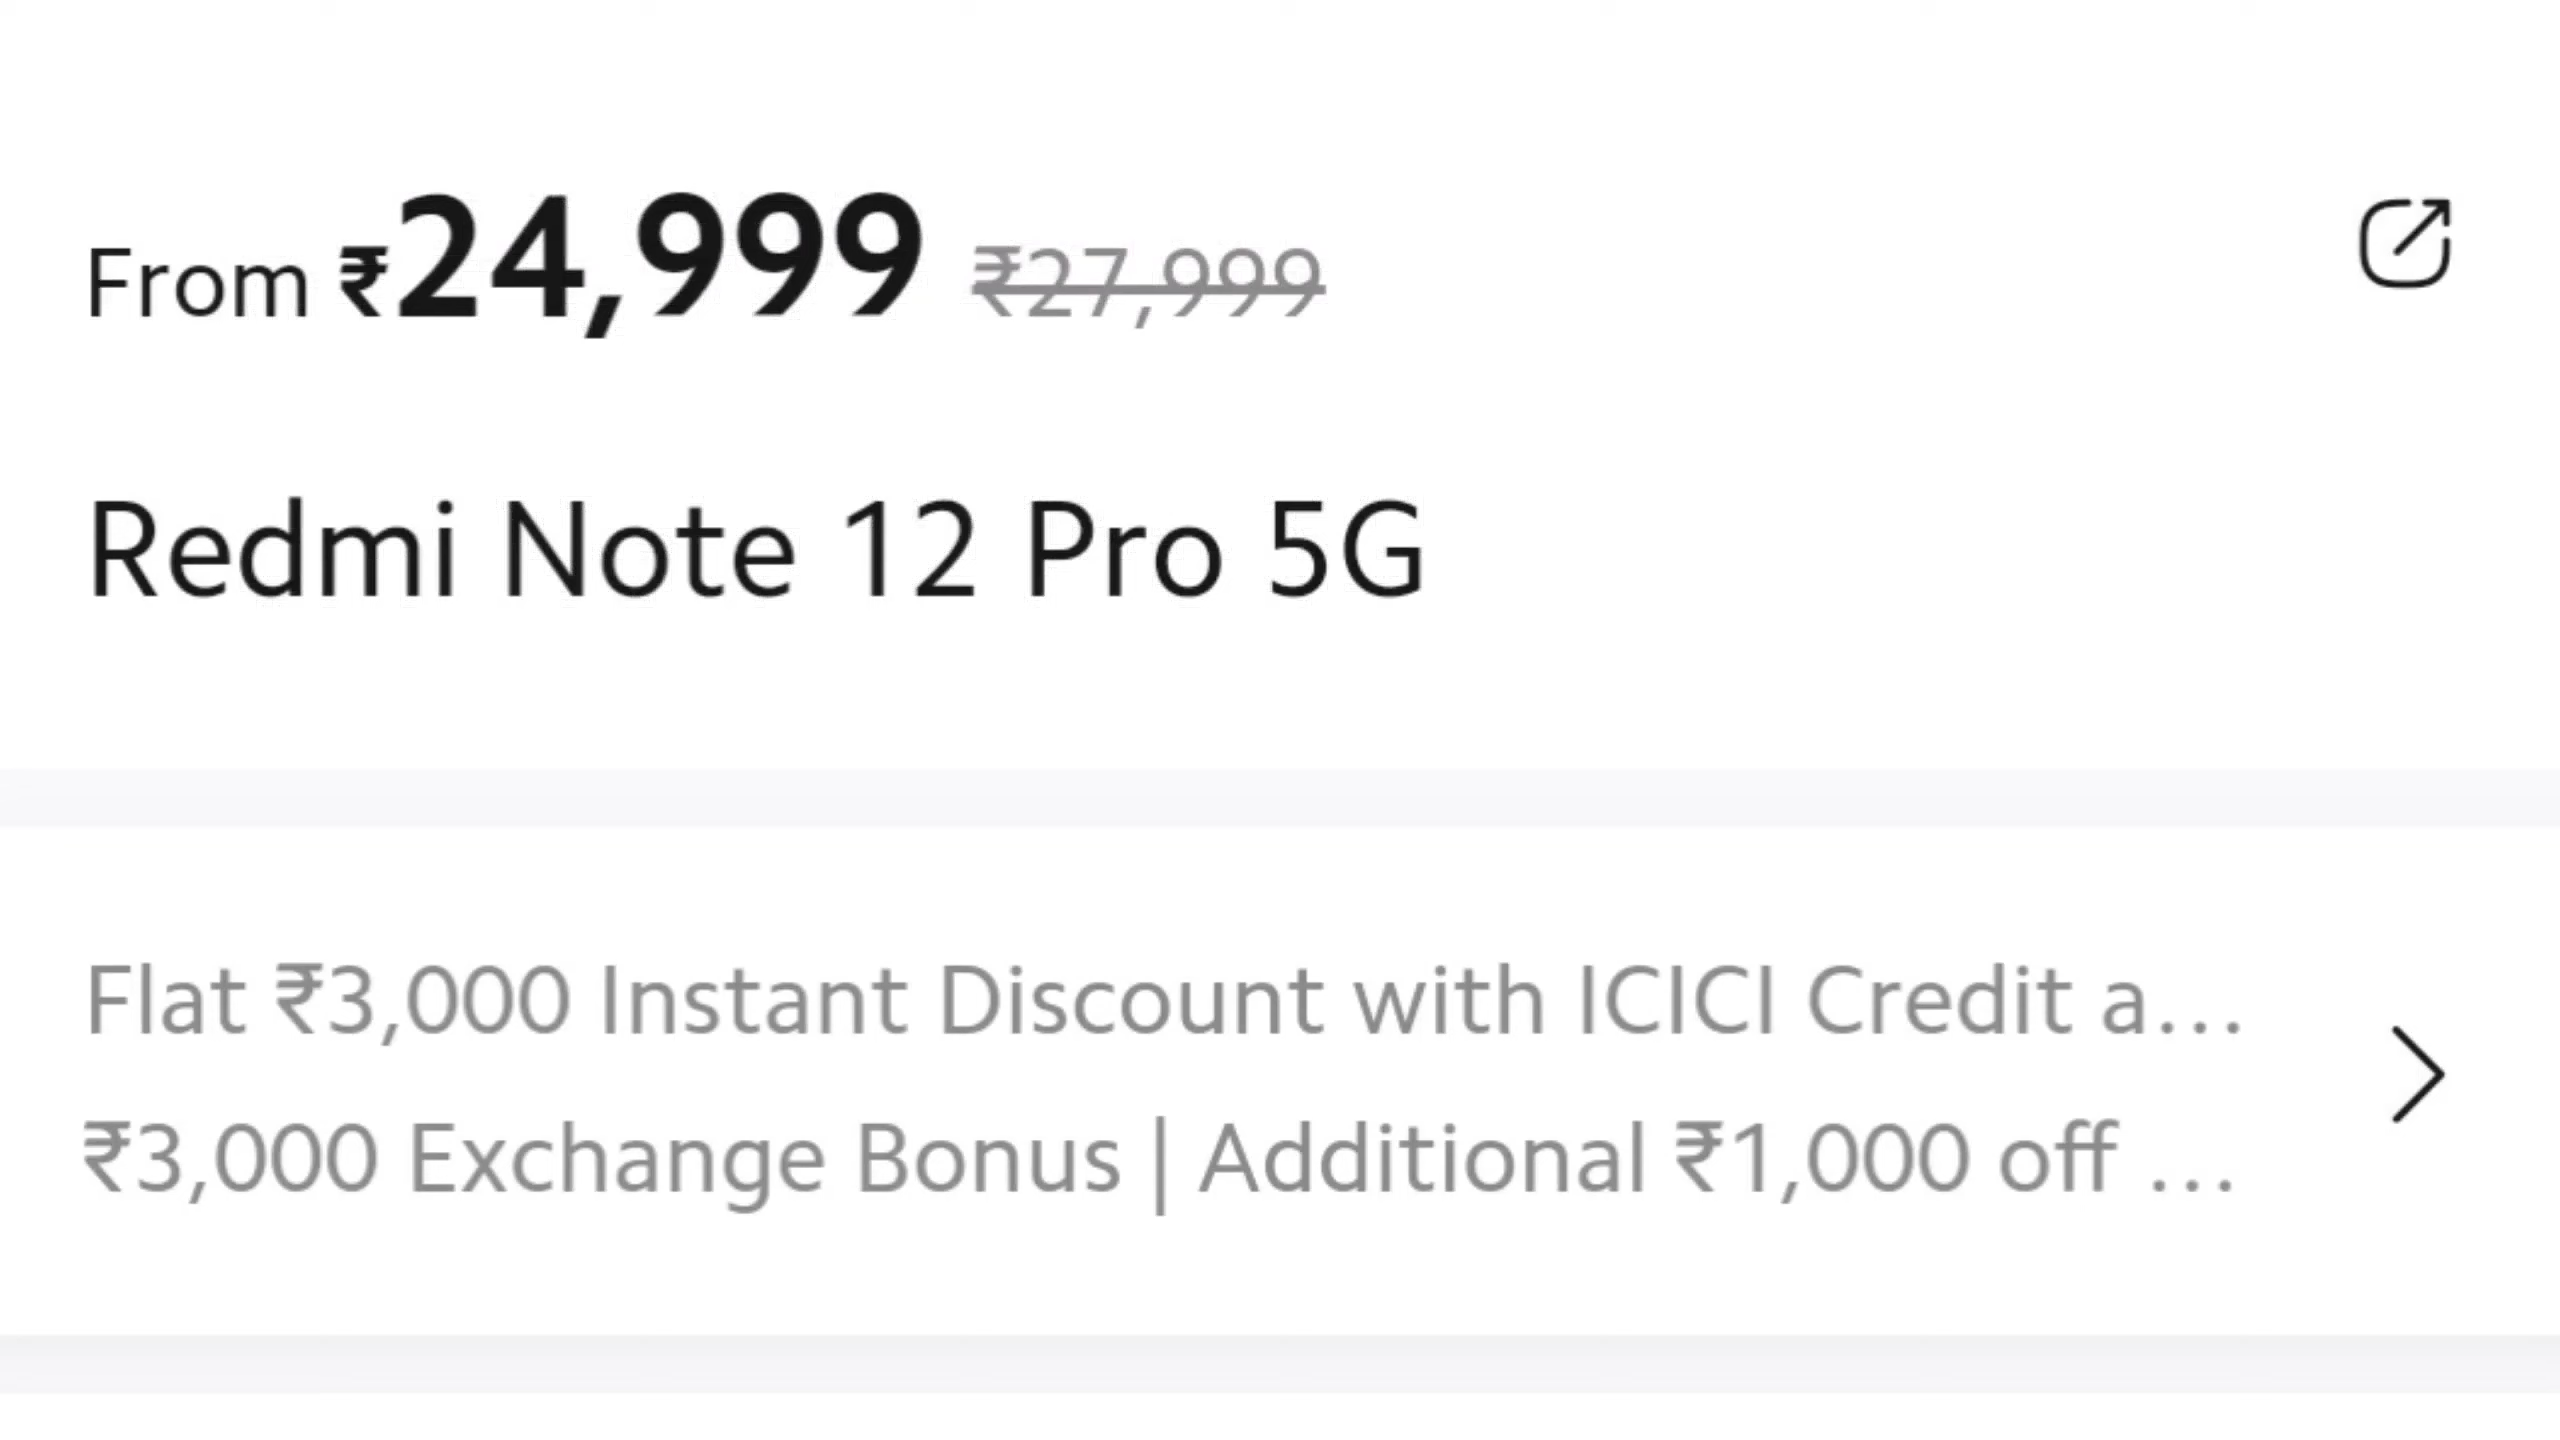 From ₹24,999 ₹27,999
Redmi Note 12 Pro 5G
Flat ₹3,000 Instant Discount with ICICI Credit a...
₹3,000 Exchange Bonus | Additional ₹1,000 off ...